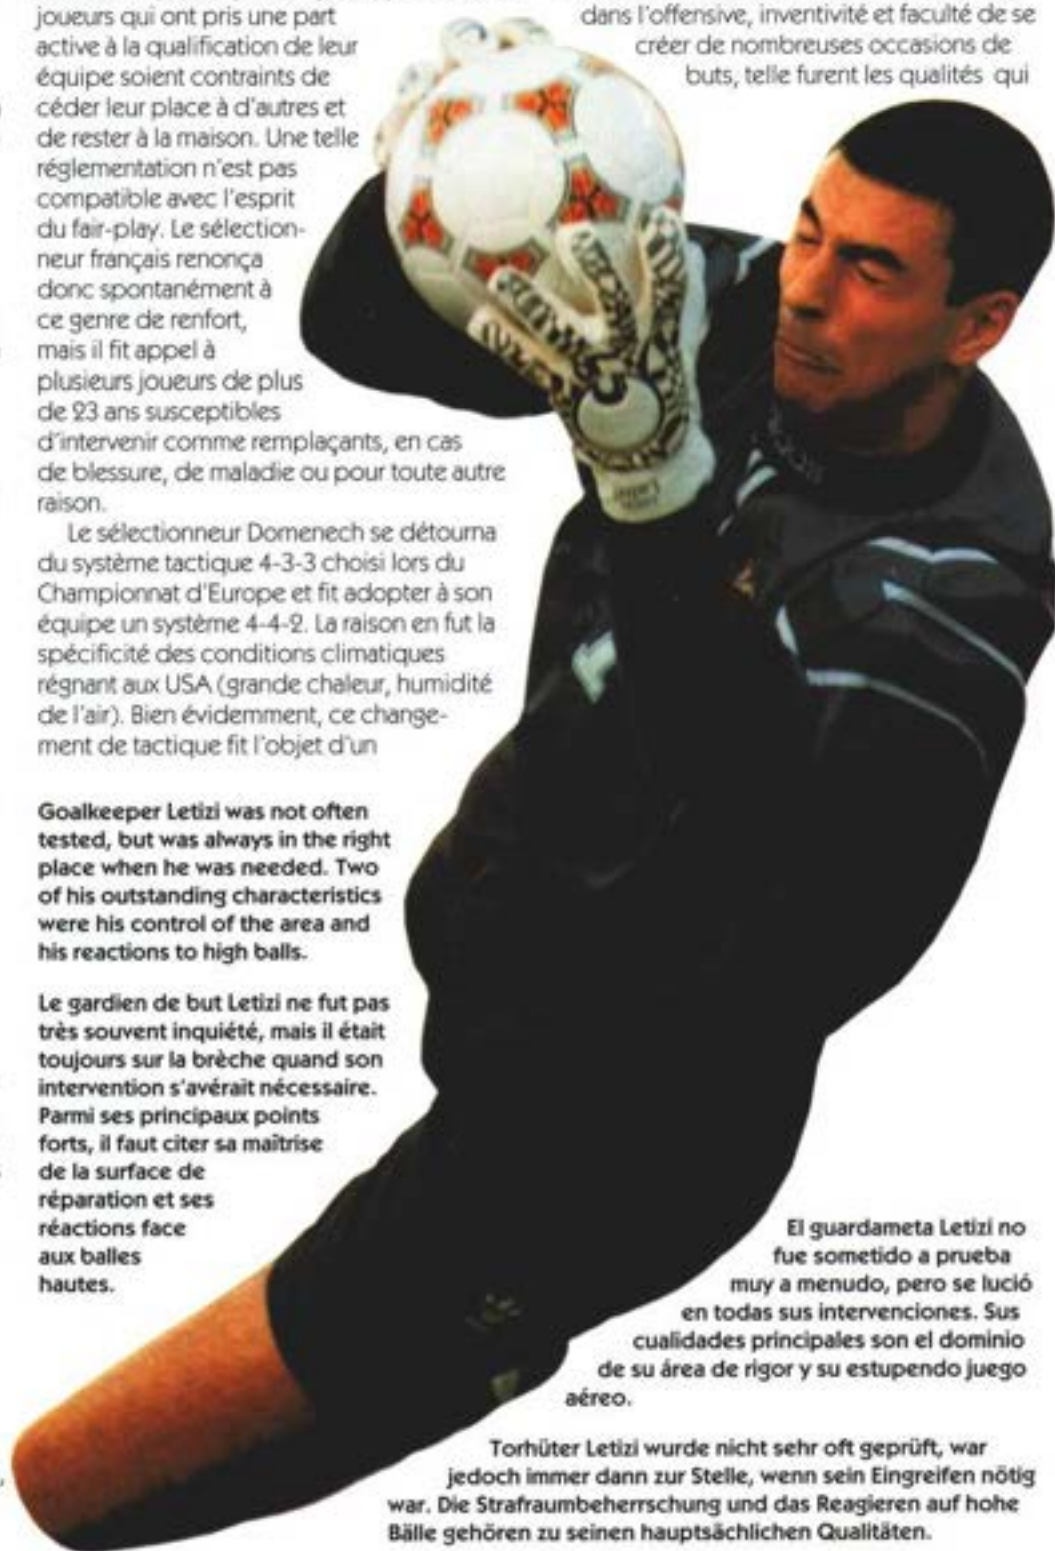 joueurs qui ont pris une part
active à la qualification de leur
équipe soient contraints de
céder leur place à d'autres et
de rester à la maison. Une telle
réglementation n'est pas
compatible avec l'esprit
du fair-play. Le sélection-
neur français renonça
donc spontanément à
ce genre de renfort,
mais il fit appel à
plusieurs joueurs de plus
de 23 ans susceptibles
d'intervenir comme remplaçants, en cas
de blessure, de maladie ou pour toute autre
raison.
Le sélectionneur Domenech se détourna
du système tactique 4-3-3 choisi lors du
Championnat d'Europe et fit adopter à son
équipe un système 4-4-2. La raison en fut la
spécificité des conditions climatiques
régnant aux USA (grande chaleur, humidité
de l'air). Bien évidemment, ce change-
ment de tactique fit l'objet d'un
dans l'offensive, inventivité et faculté de se
créer de nombreuses occasions de
buts, telle furent les qualités qui
Goalkeeper Letizi was not often
tested, but was always in the right
place when he was needed. Two
of his outstanding characteristics
were his control of the area and
his reactions to high balls.
Le gardien de but Letizi ne fut pas
très souvent inquiété, mais il était
toujours sur la brèche quand son
intervention s'avérait nécessaire.
Parmi ses principaux points
forts, il faut citer sa maîtrise
de la surface de
réparation et ses
réactions face
aux balles
hautes.
El guardameta Letizi no
fue sometido a prueba
muy a menudo, pero se lució
en todas sus intervenciones. Sus
cualidades principales son el dominio
de su área de rigor y su estupendo juego
aéreo.
Torhüter Letizi wurde nicht sehr oft geprüft, war
jedoch immer dann zur Stelle, wenn sein Eingreifen nötig
war. Die Strafraumbeherrschung und das Reagieren auf hohe
Bälle gehören zu seinen hauptsächlichen Qualitäten.